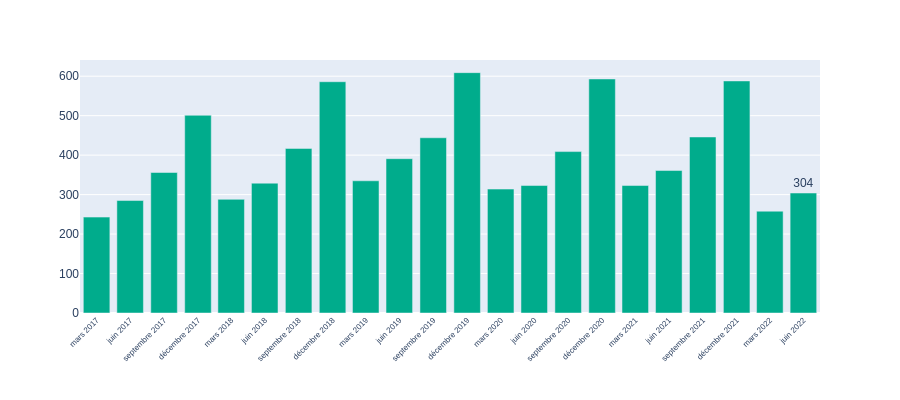 600
500
400
300
200
100
0
304
mars 2017
juin 2017
septembre 2017
décembre 2017
mars 2018
juin 2018
septembre 2018
décembre 2018
mars 2019
juin 2019
septembre 2019
décembre 2019
mars 2020
juin 2020
septembre 2020
décembre 2020
mars 2021
juin 2021
septembre 2021
décembre 2021
mars 2022
juin 2022